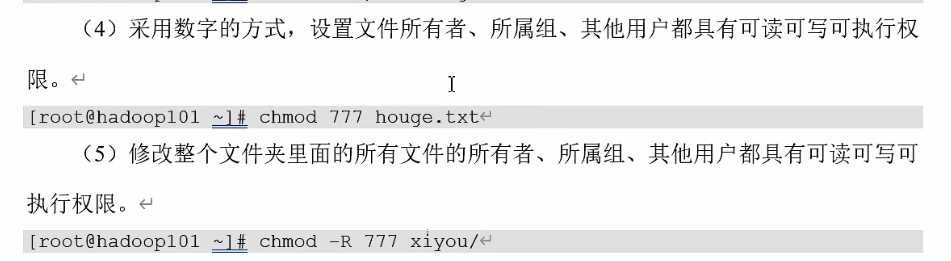 （4）采用数字的方式，设置文件所有者、所属组、其他用户都具有可读可写可执行权
限。↵
[root@hadoop101 ~]# chmod 777 houge.txt↵
（5）修改整个文件夹里面的所有文件的所有者、所属组、其他用户都具有可读可写可
执行权限。↵
[root@hadoop101 ~]# chmod -R 777 xiyou/↵